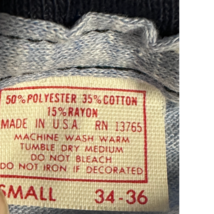 50% POLYESTER 35% COTTON
15% RAYON
MADE IN U.S.A. RN 13765
MACHINE WASH WARM
TUMBLE DRY MEDIUM
DO NOT BLEACH
DO NOT IRON IF DECORATED
SMALL 34-36